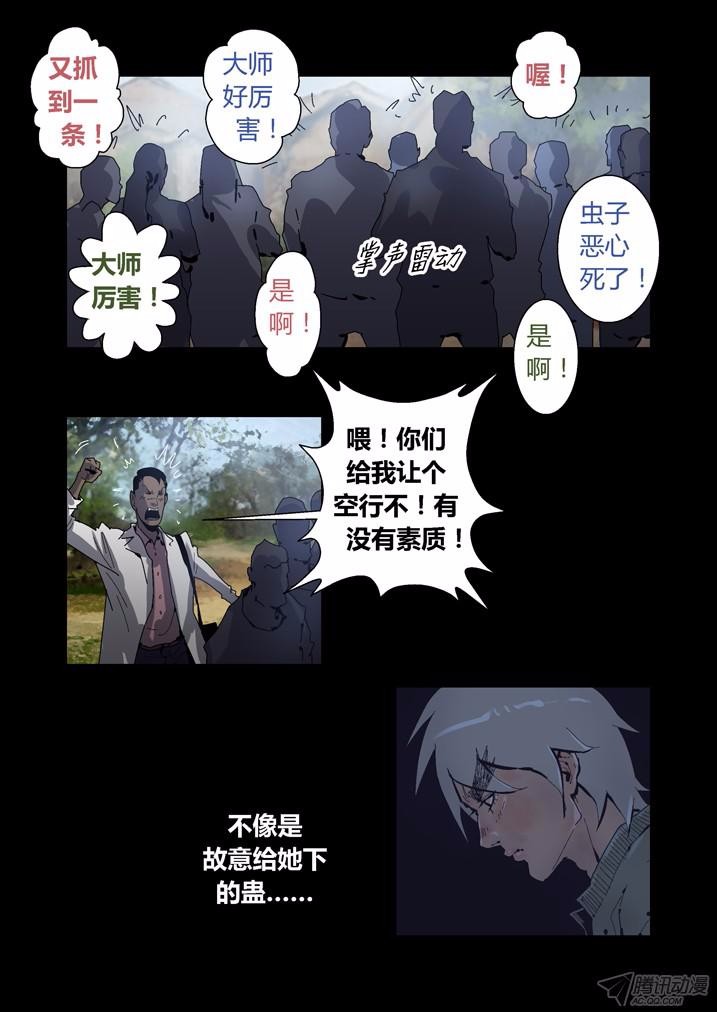 又抓
到一
条！
大师
好厉
害！
喔！
虫子
恶心
死了！
大师
厉害！
是
啊！
掌声雷动
是
啊！
喂！你们
给我让个
空行不！有
没有素质！
不像是
故意给她下
的蛊……
腾讯动漫
AC.QQ.COM